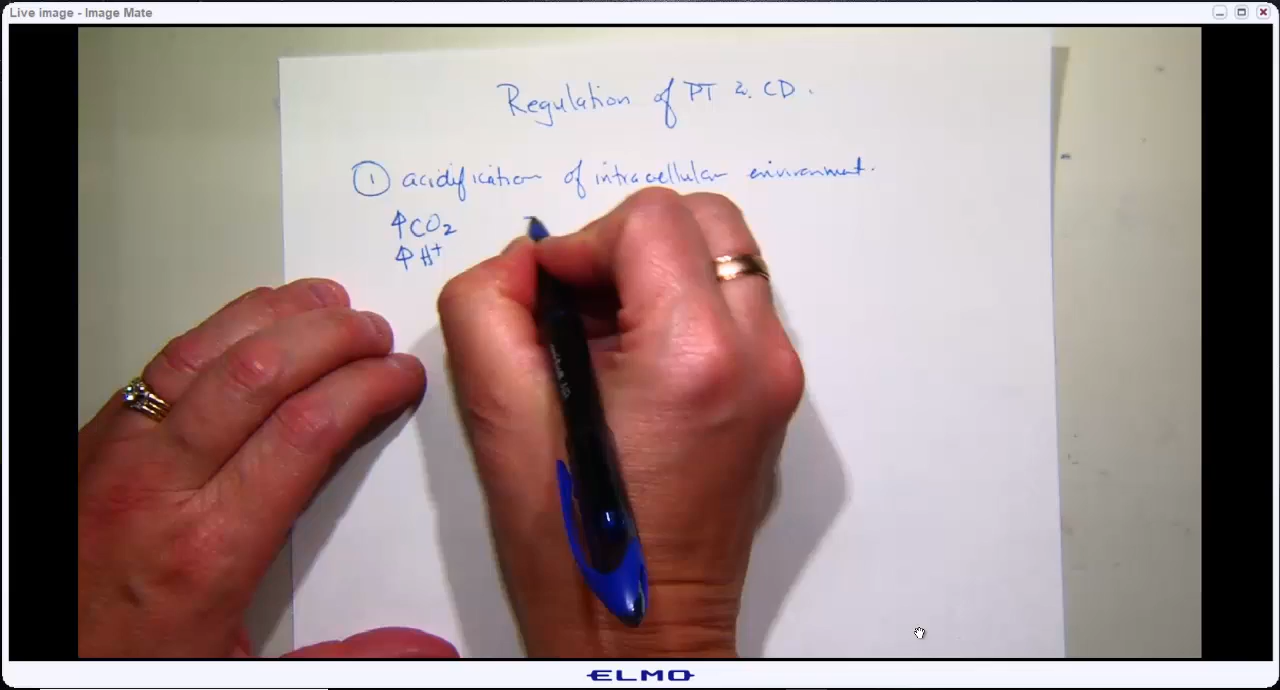 Live image - Image Mate
Regulation of PT & CD.
① acidification of intracellular environment.
↑CO₂
↑H⁺
ELMO